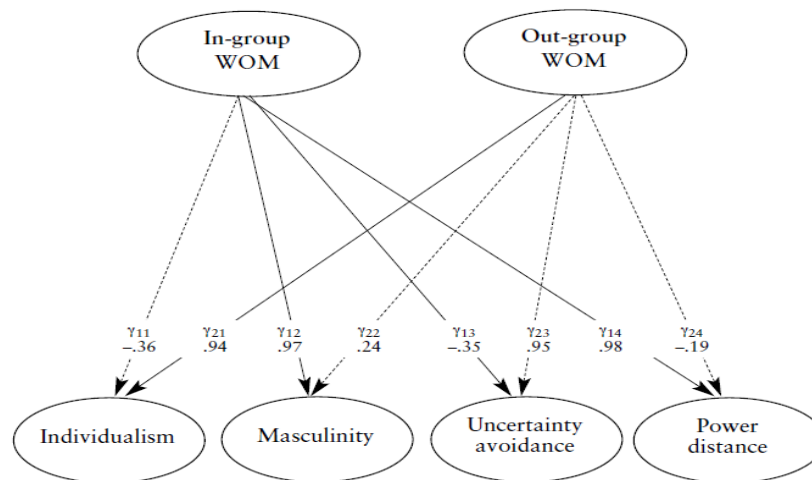 In-group
WOM
Out-group
WOM
γ11 γ21 γ12 γ22 γ13 γ23 γ14 γ24
–.36 .94 .97 .24 –.35 .95 .98 –.19
Individualism
Masculinity
Uncertainty
avoidance
Power
distance